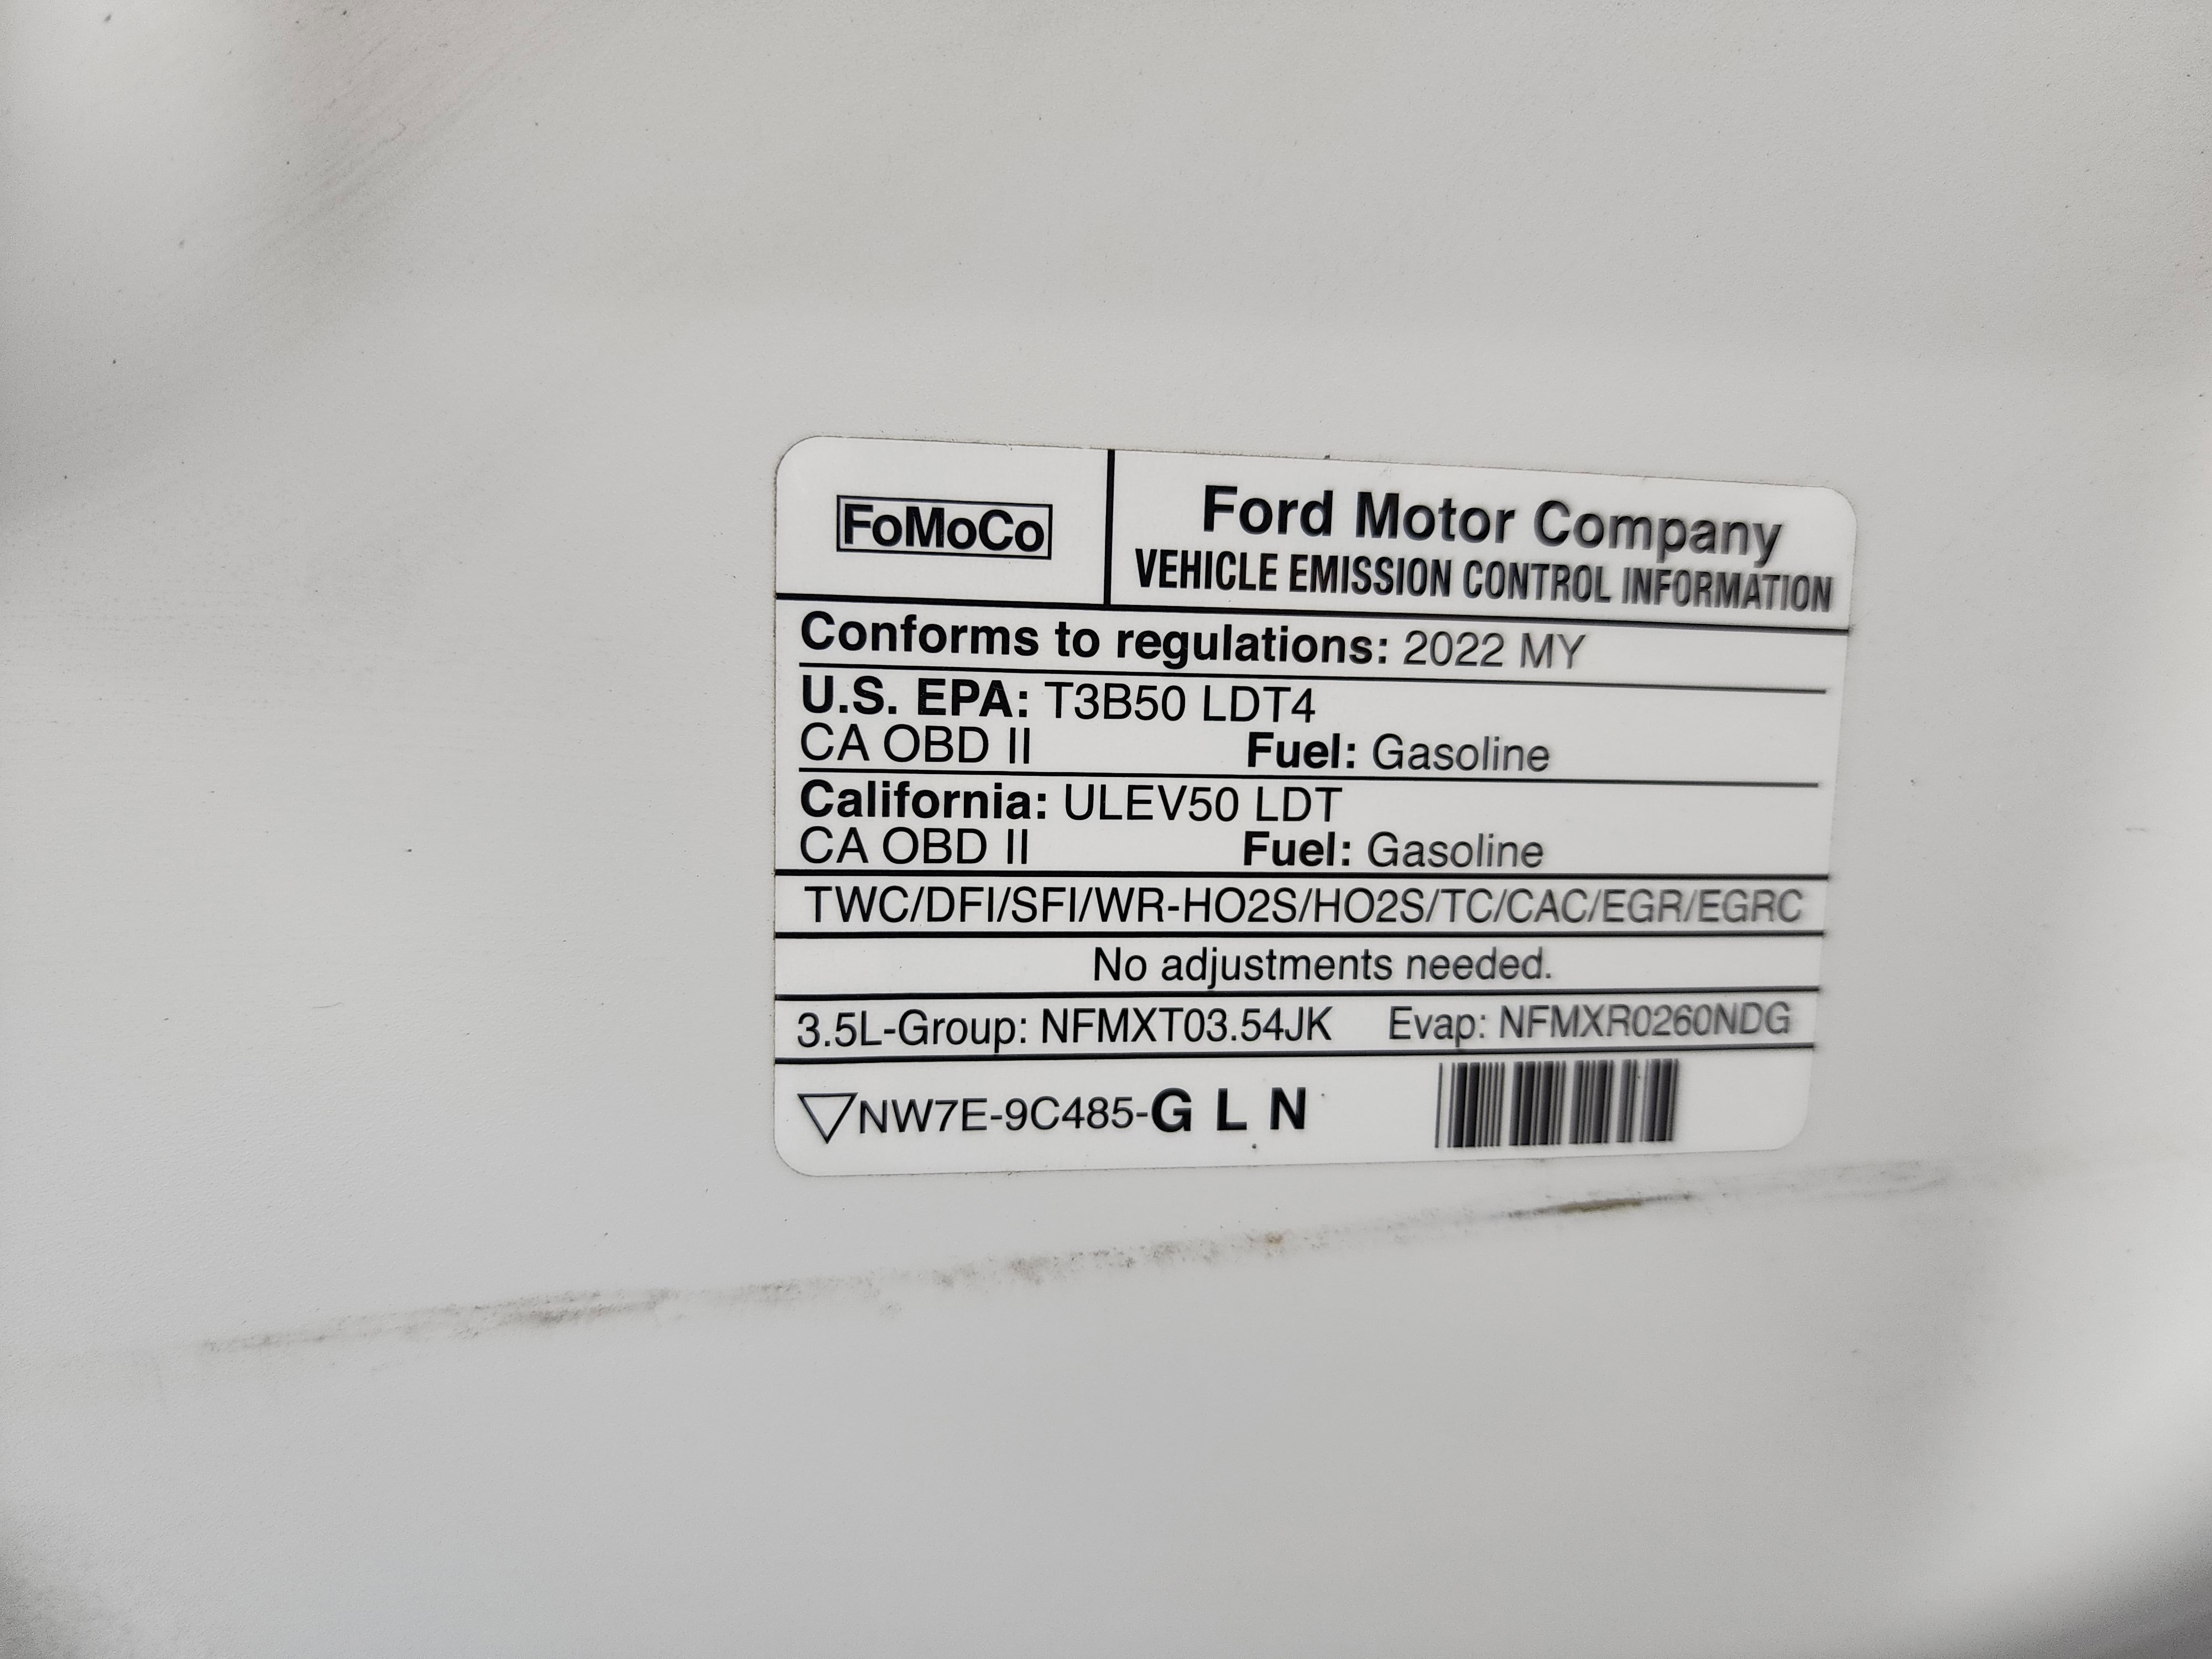 FoMoCo
Ford Motor Company
VEHICLE EMISSION CONTROL INFORMATION
Conforms to regulations: 2022 MY
U.S. EPA: T3B50 LDT4
CA OBD II Fuel: Gasoline
California: ULEV50 LDT
CA OBD II Fuel: Gasoline
TWC/DFI/SFI/WR-HO2S/HO2S/TC/CAC/EGR/EGRC
No adjustments needed.
3.5L-Group: NFMXT03.54JK Evap: NFMXR0260NDG
▽NW7E-9C485-G L N